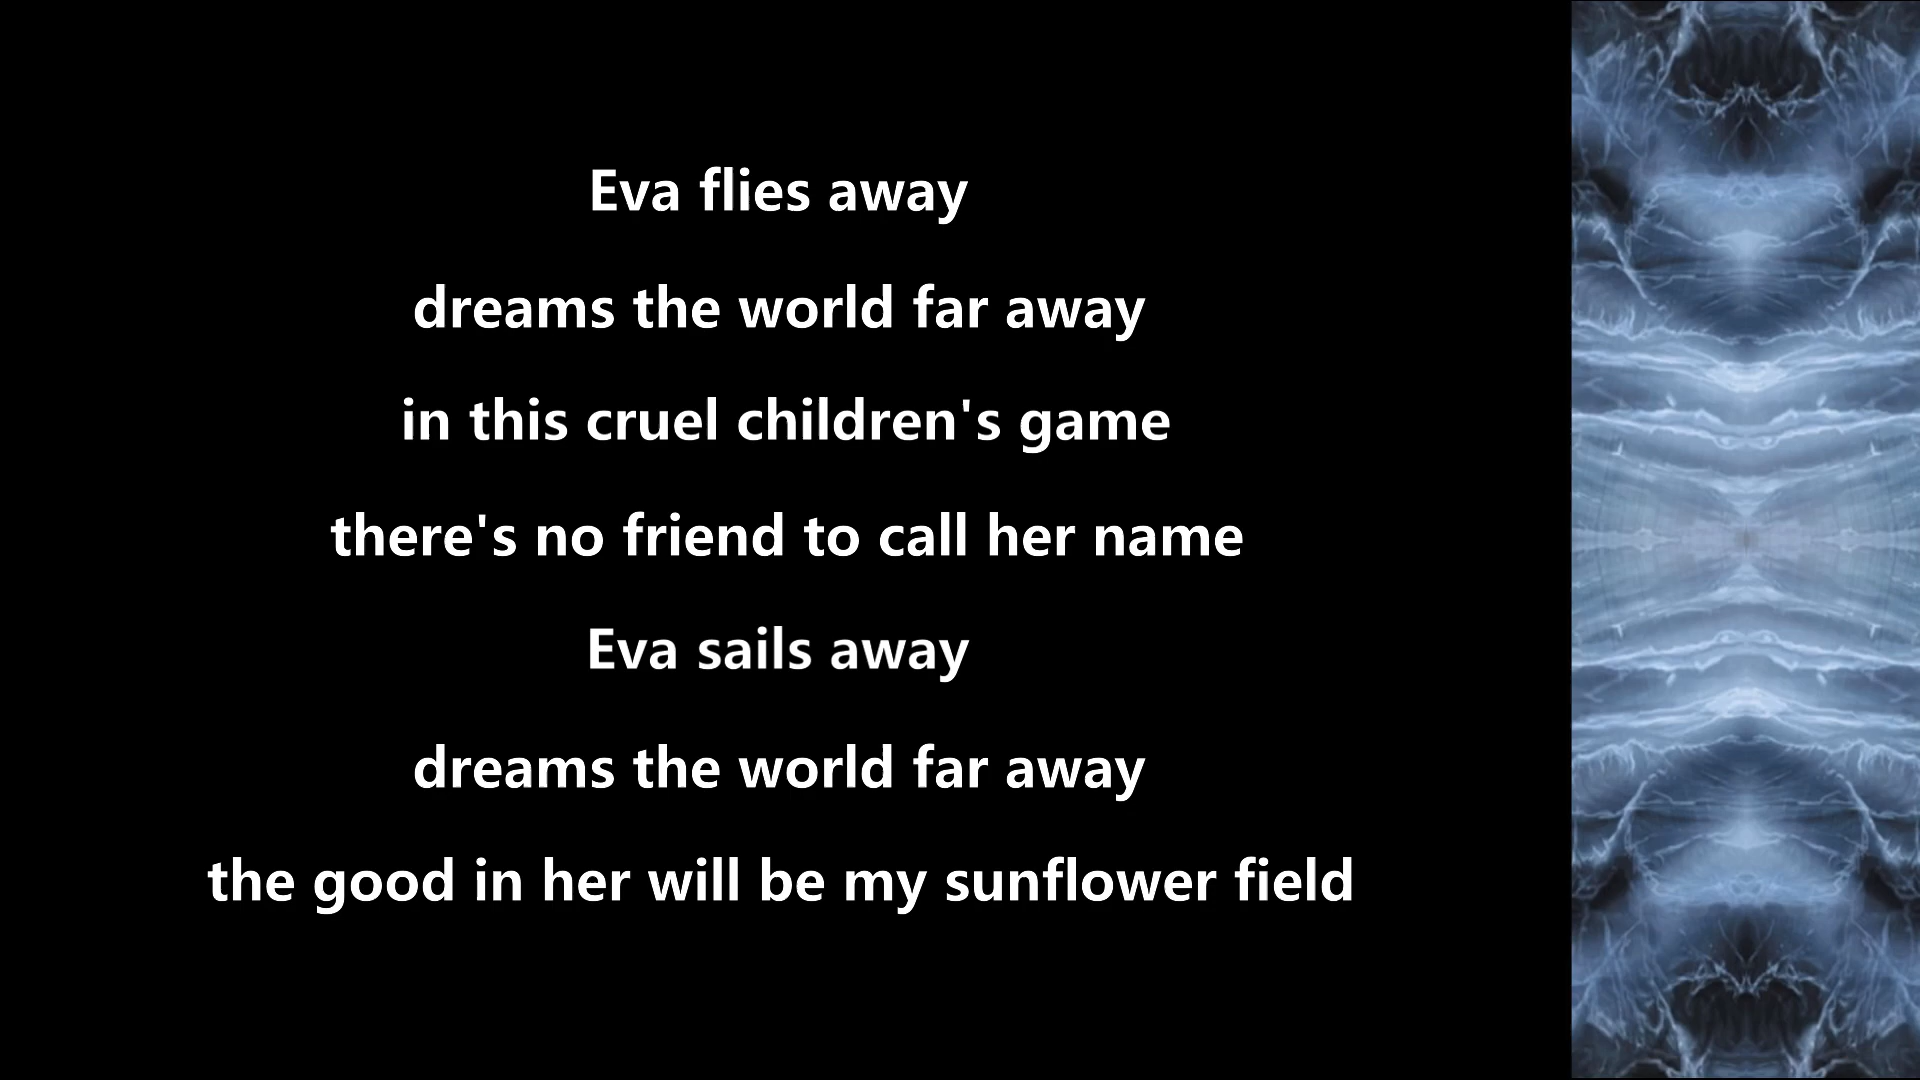 Eva flies away
dreams the world far away
in this cruel children's game
there's no friend to call her name
Eva sails away
dreams the world far away
the good in her will be my sunflower field